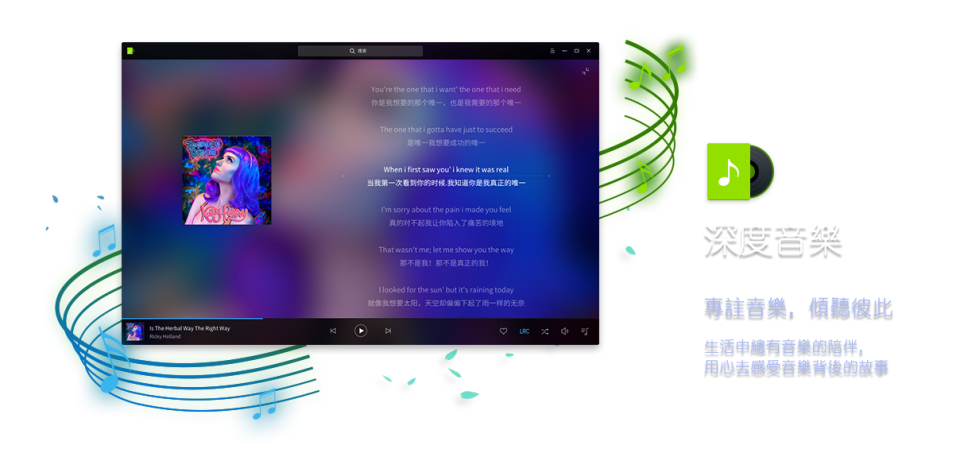 搜索
You're the one that i want' the one that i need
你是我想要的那个唯一，也是我需要的那个唯一
The one that i gotta have just to succeed
是唯一我想要成功的唯一
When i first saw you' i knew it was real
当我第一次看到你的时候,我知道你是我真正的唯一
I'm sorry about the pain i made you feel
真的对不起我让你陷入了痛苦的境地
That wasn't me; let me show you the way
那不是我！那不是真正的我！
I looked for the sun' but it's raining today
就像我想要太阳，天空却偏偏下起了雨一样的无奈
Katy Perry
Is The Herbal Way The Right Way
Ricky Holland
LRC
深度音樂
專註音樂，傾聽彼此
生活中總有音樂的陪伴，
用心去感受音樂背後的故事